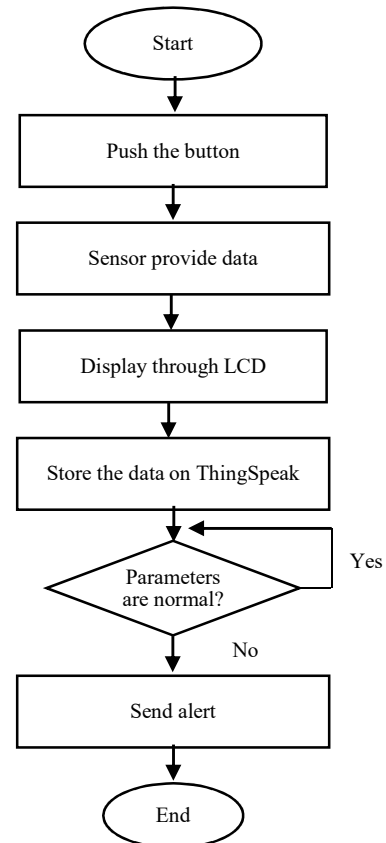 Start
Push the button
Sensor provide data
Display through LCD
Store the data on ThingSpeak
Yes
Parameters
are normal?
No
Send alert
End